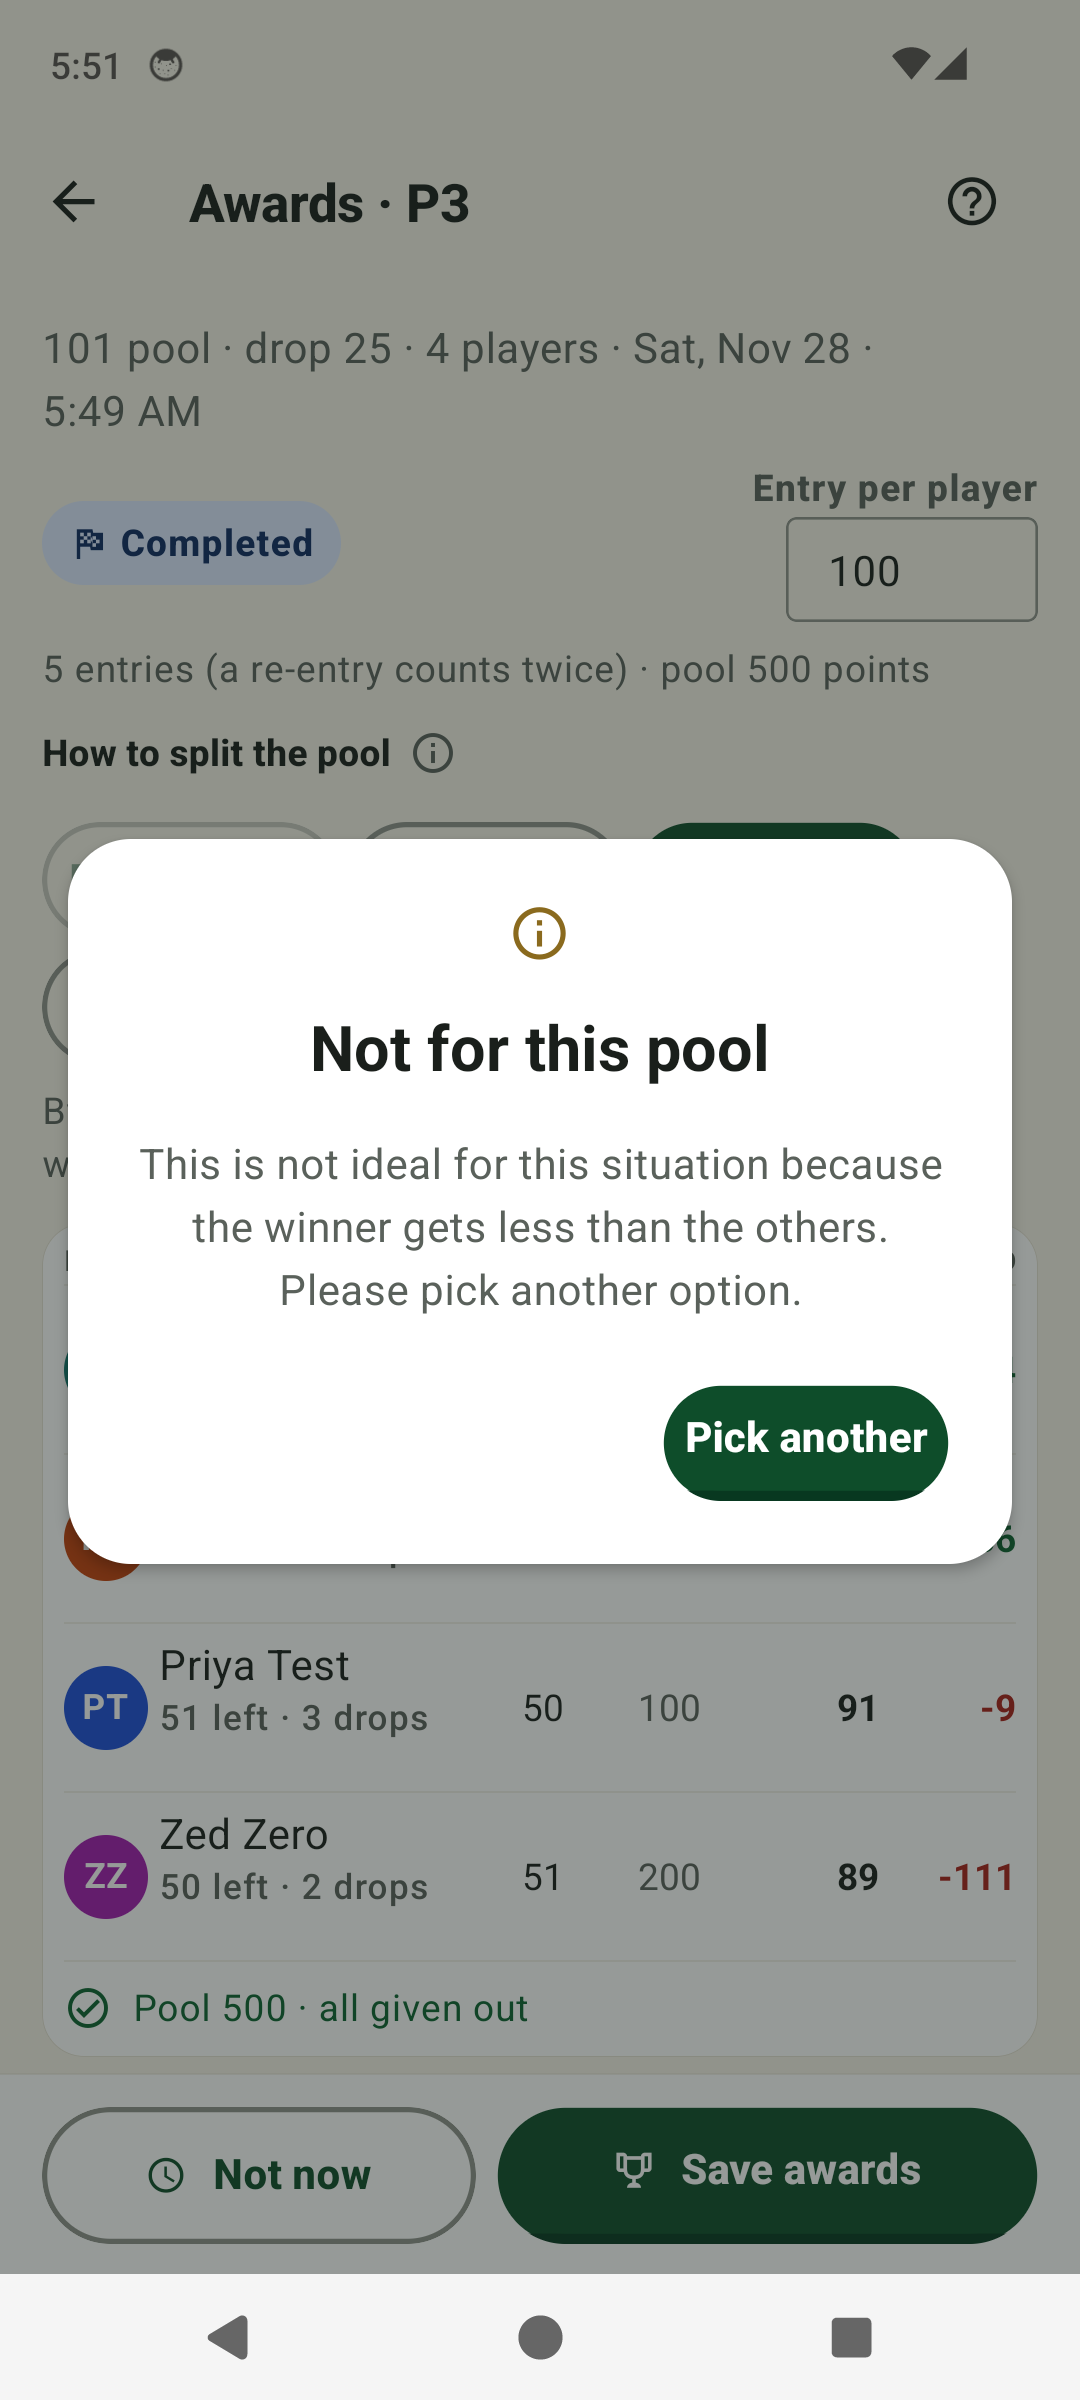 5:51
Awards · P3
101 pool · drop 25 · 4 players · Sat, Nov 28 ·
5:49 AM
Entry per player
Completed
100
5 entries (a re-entry counts twice) · pool 500 points
How to split the pool
Not for this pool
This is not ideal for this situation because
the winner gets less than the others.
Please pick another option.
Pick another
PT
Priya Test
51 left · 3 drops
50
100
91
-9
ZZ
Zed Zero
50 left · 2 drops
51
200
89
-111
Pool 500 · all given out
Not now
Save awards